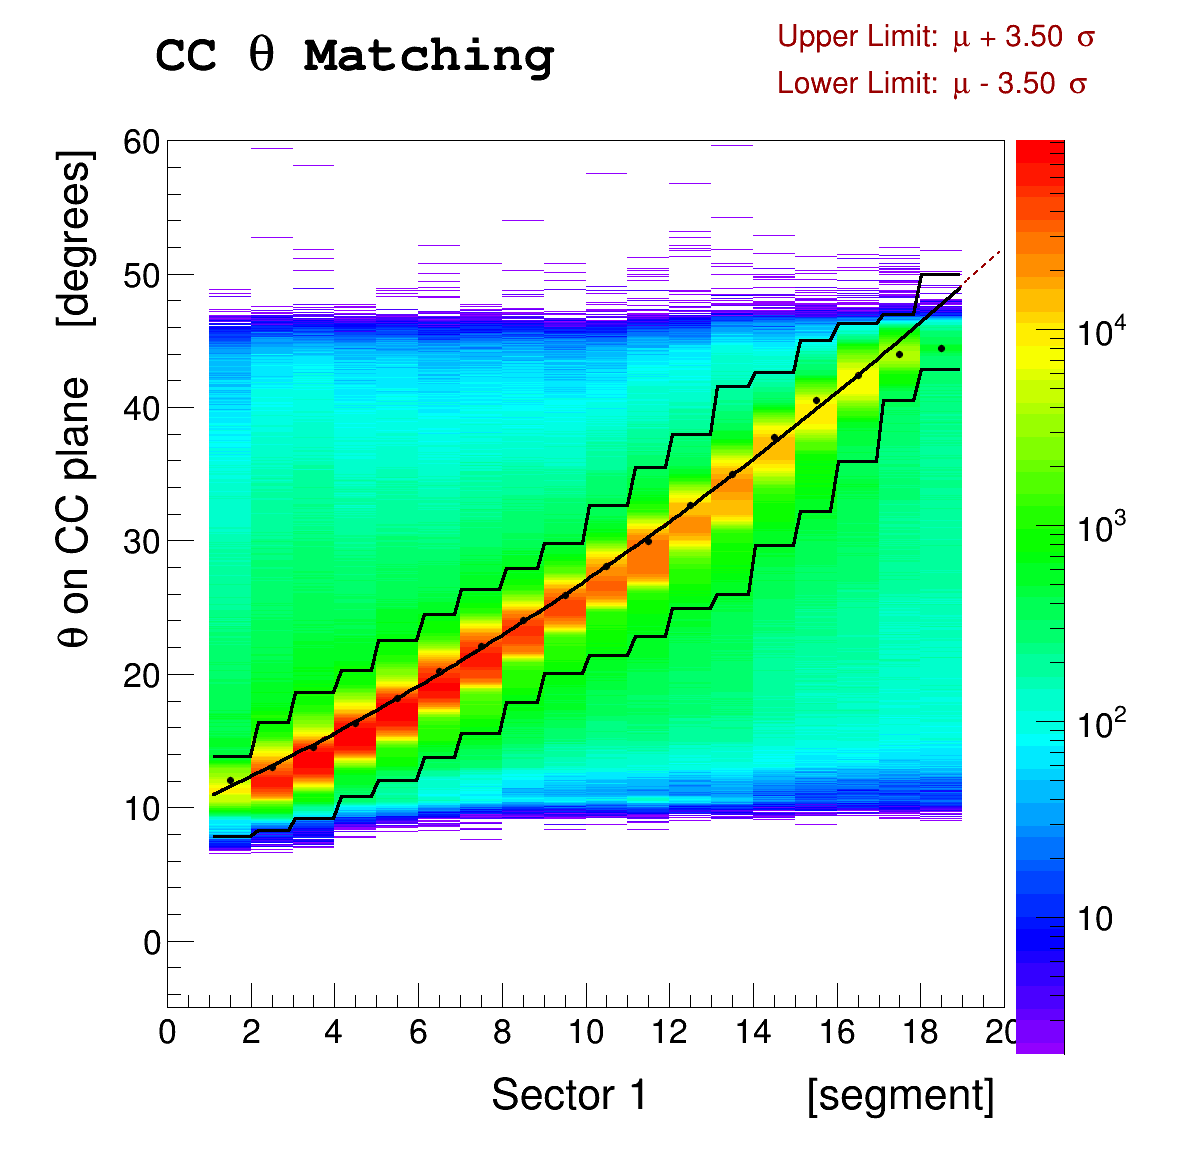 CC θ Matching
Upper Limit: μ + 3.50 σ
Lower Limit: μ - 3.50 σ
θ on CC plane [degrees]
60
50
40
30
20
10
0
0 2 4 6 8 10 12 14 16 18 20
Sector 1 [segment]
10⁴
10³
10²
10